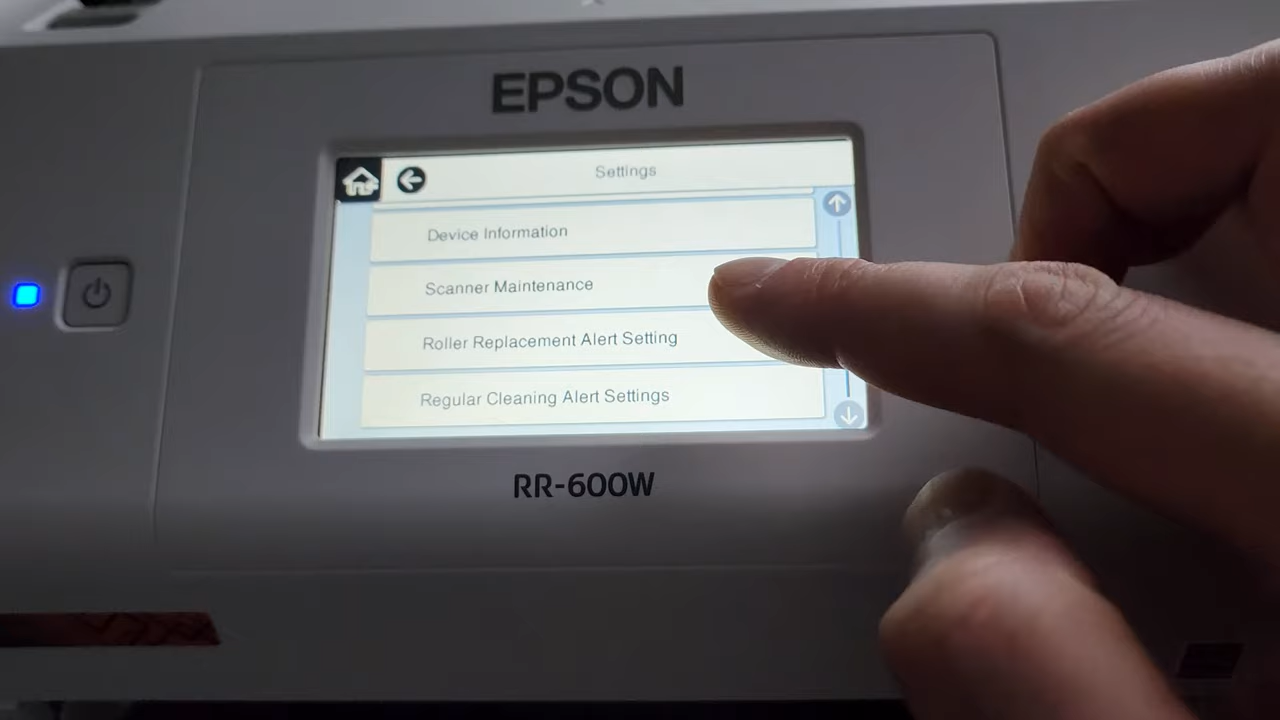 EPSON
Settings
Device Information
Scanner Maintenance
Roller Replacement Alert Setting
Regular Cleaning Alert Settings
RR-600W